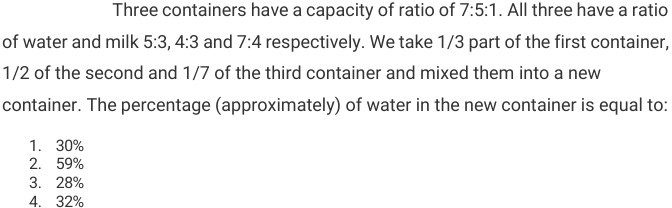 Three containers have a capacity of ratio of 7:5:1. All three have a ratio
of water and milk 5:3, 4:3 and 7:4 respectively. We take 1/3 part of the first container,
1/2 of the second and 1/7 of the third container and mixed them into a new
container. The percentage (approximately) of water in the new container is equal to:
1. 30%
2. 59%
3. 28%
4. 32%